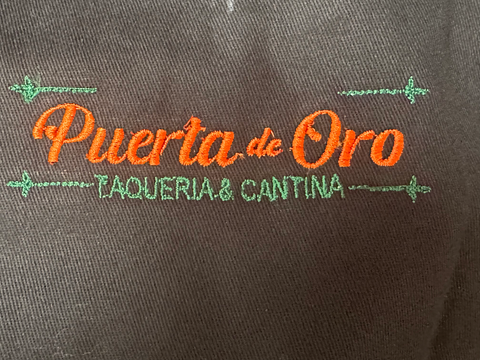 Puerta de Oro
TAQUERIA & CANTINA